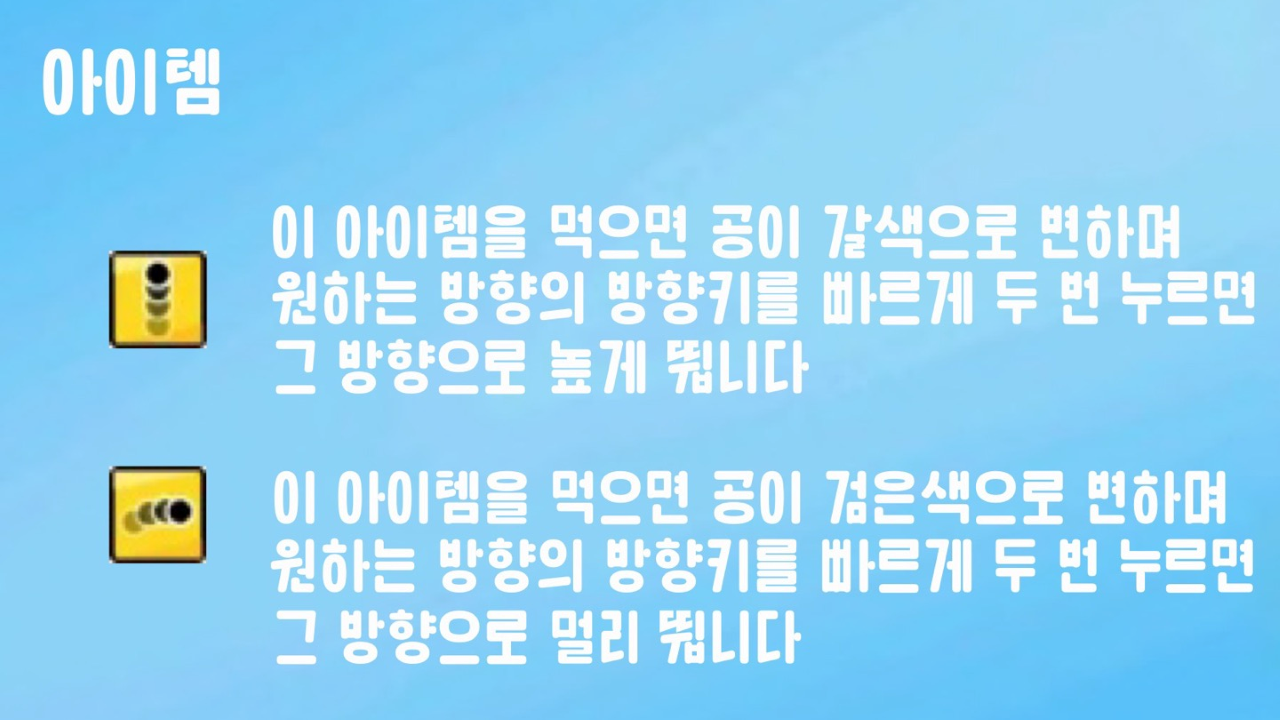 아이템
이 아이템을 먹으면 공이 갈색으로 변하며
원하는 방향의 방향키를 빠르게 두 번 누르면
그 방향으로 높게 뜁니다
이 아이템을 먹으면 공이 검은색으로 변하며
원하는 방향의 방향키를 빠르게 두 번 누르면
그 방향으로 멀리 뜁니다